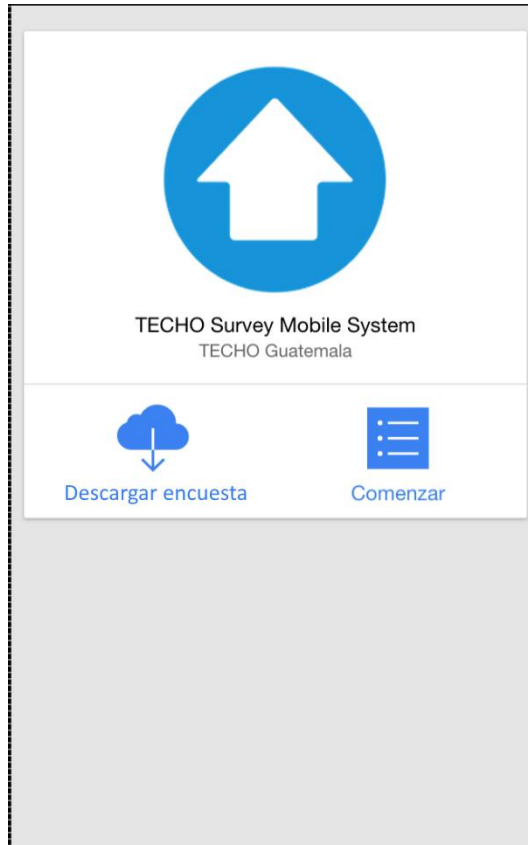 TECHO Survey Mobile System
TECHO Guatemala
Descargar encuesta
Comenzar